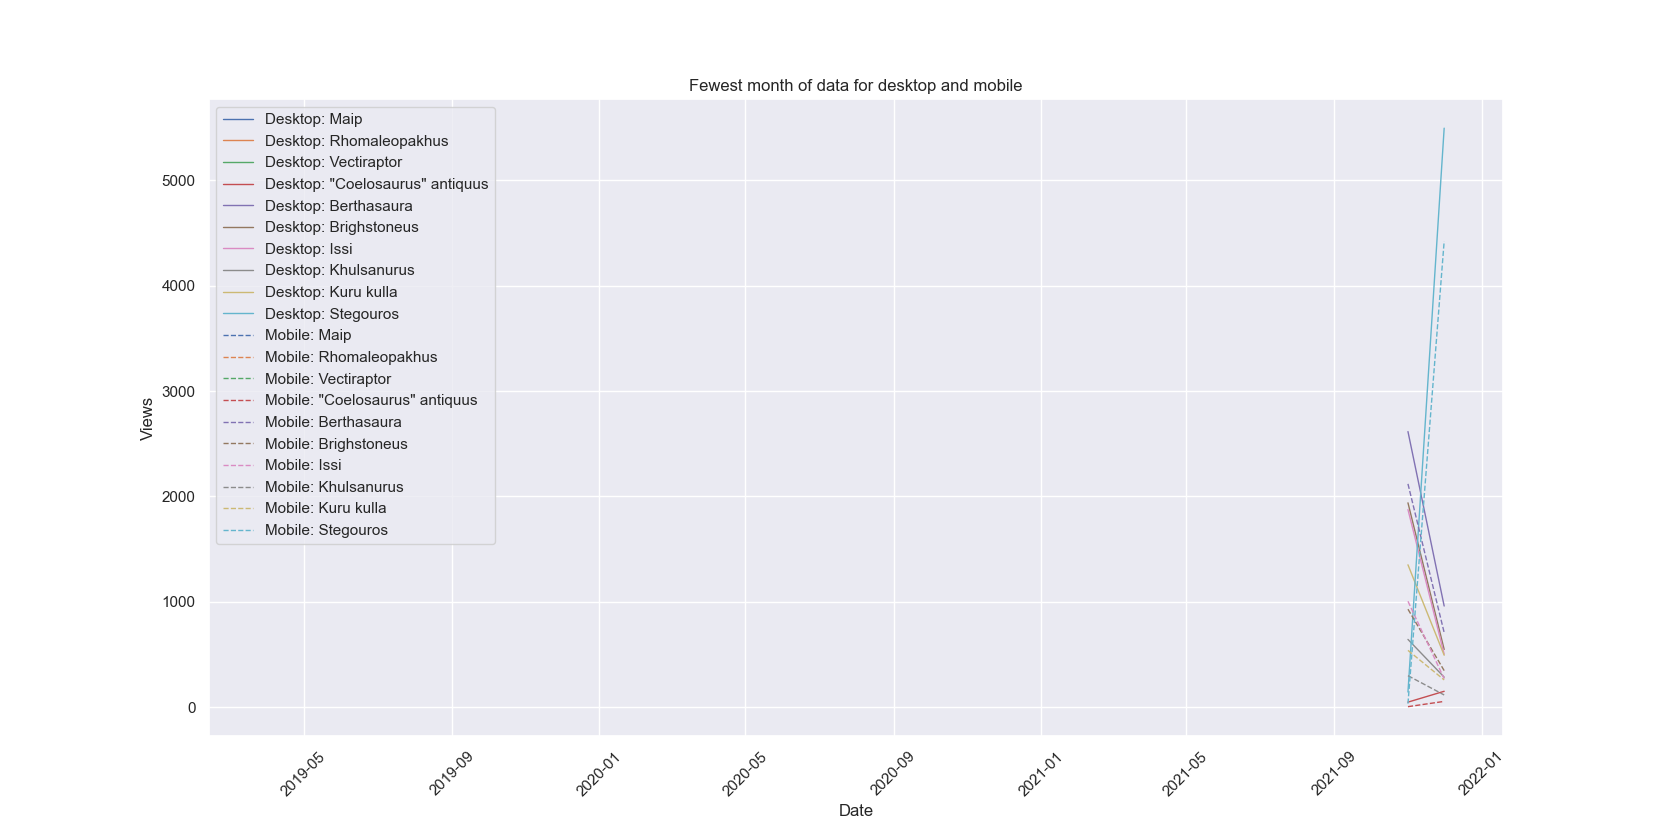 Fewest month of data for desktop and mobile
Desktop: Maip
Desktop: Rhomaleopakhus
Desktop: Vectiraptor
Desktop: "Coelosaurus" antiquus
Desktop: Berthasaura
Desktop: Brighstoneus
Desktop: Issi
Desktop: Khulsanurus
Desktop: Kuru kulla
Desktop: Stegouros
Mobile: Maip
Mobile: Rhomaleopakhus
Mobile: Vectiraptor
Mobile: "Coelosaurus" antiquus
Mobile: Berthasaura
Mobile: Brighstoneus
Mobile: Issi
Mobile: Khulsanurus
Mobile: Kuru kulla
Mobile: Stegouros
5000
4000
3000
2000
1000
0
Views
2019-05
2019-09
2020-01
2020-05
2020-09
2021-01
2021-05
2021-09
2022-01
Date